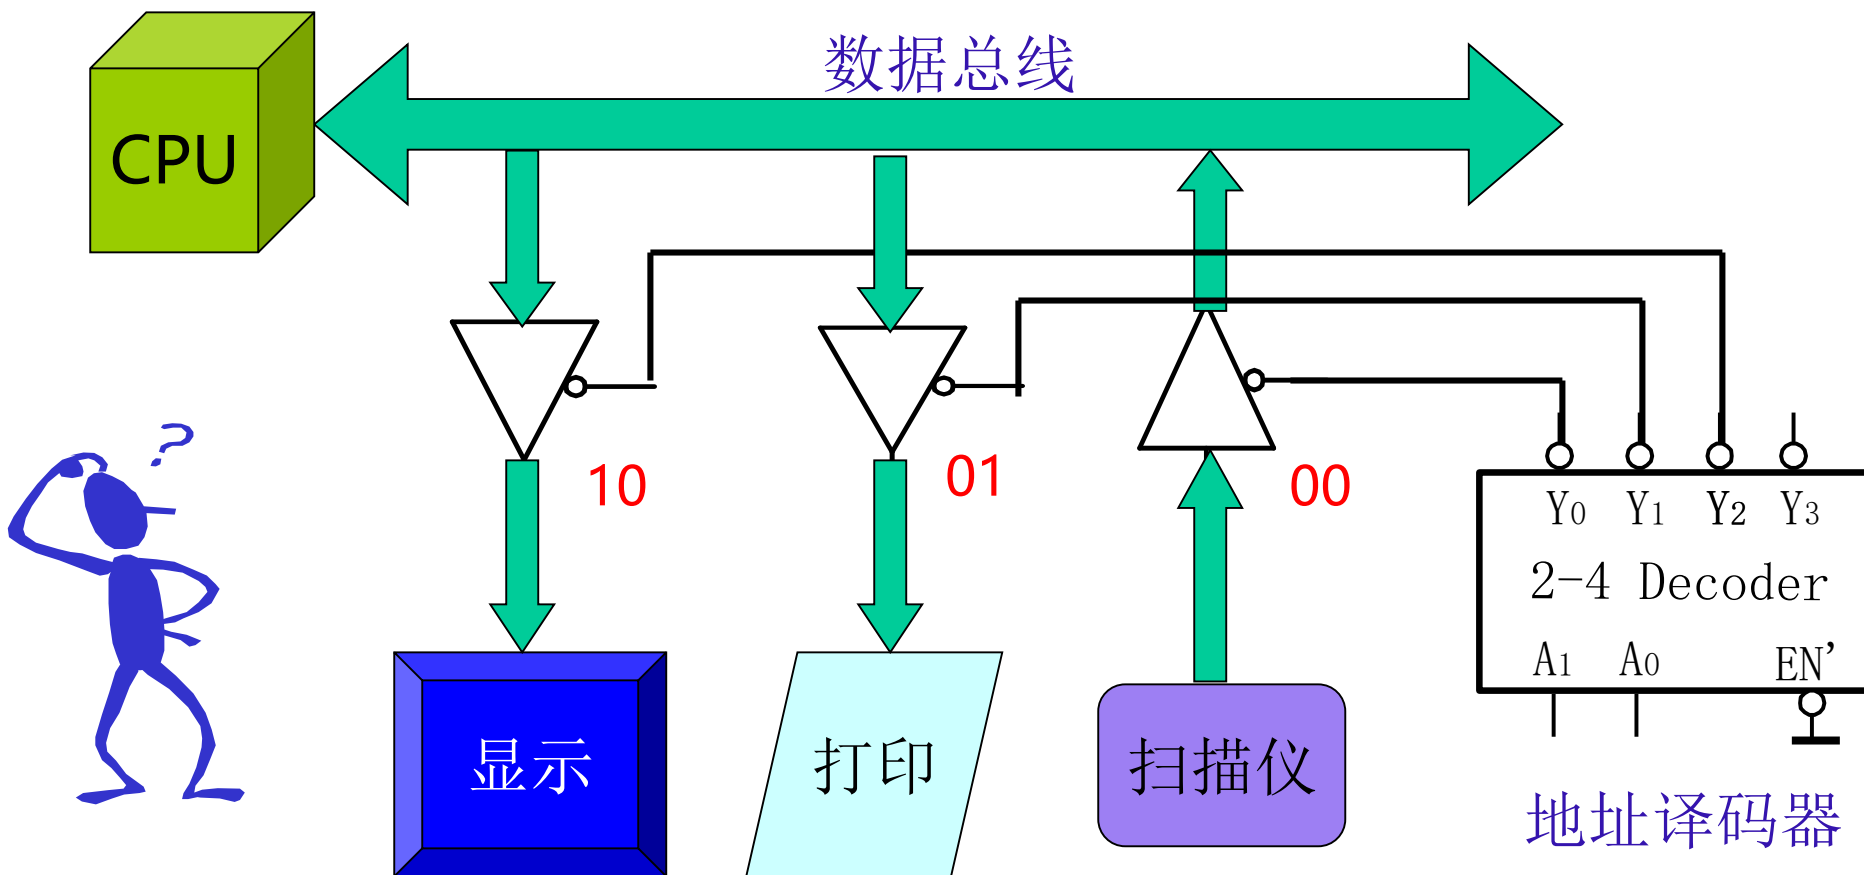 数据总线
CPU
?
10
01
00
Y0 Y1 Y2 Y3
2-4 Decoder
A1 A0 EN'
显示
打印
扫描仪
地址译码器